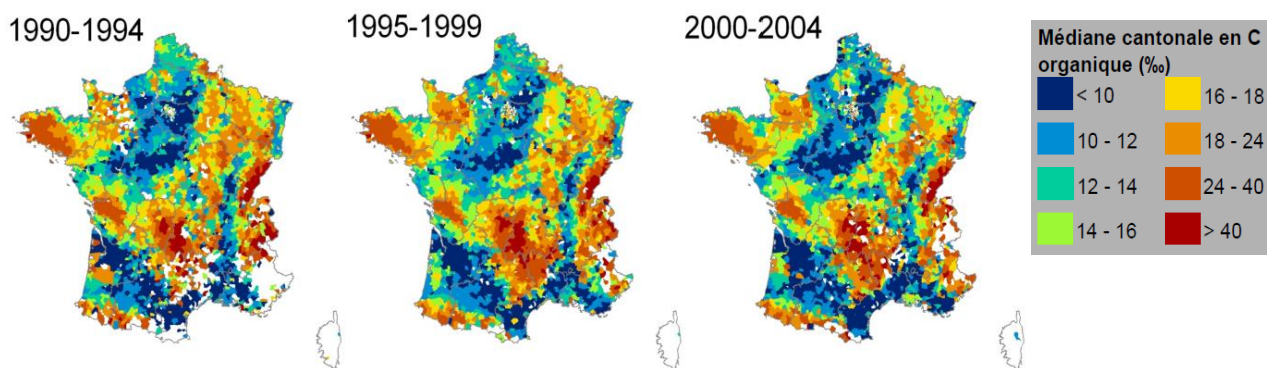 1990-1994
1995-1999
2000-2004
Médiane cantonale en C
organique (‰)
< 10
16 - 18
10 - 12
18 - 24
12 - 14
24 - 40
14 - 16
> 40